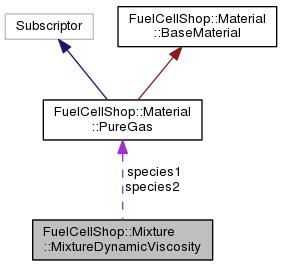 Subscriptor
FuelCellShop::Material
::BaseMaterial
FuelCellShop::Material
::PureGas
species1
species2
FuelCellShop::Mixture
::MixtureDynamicViscosity